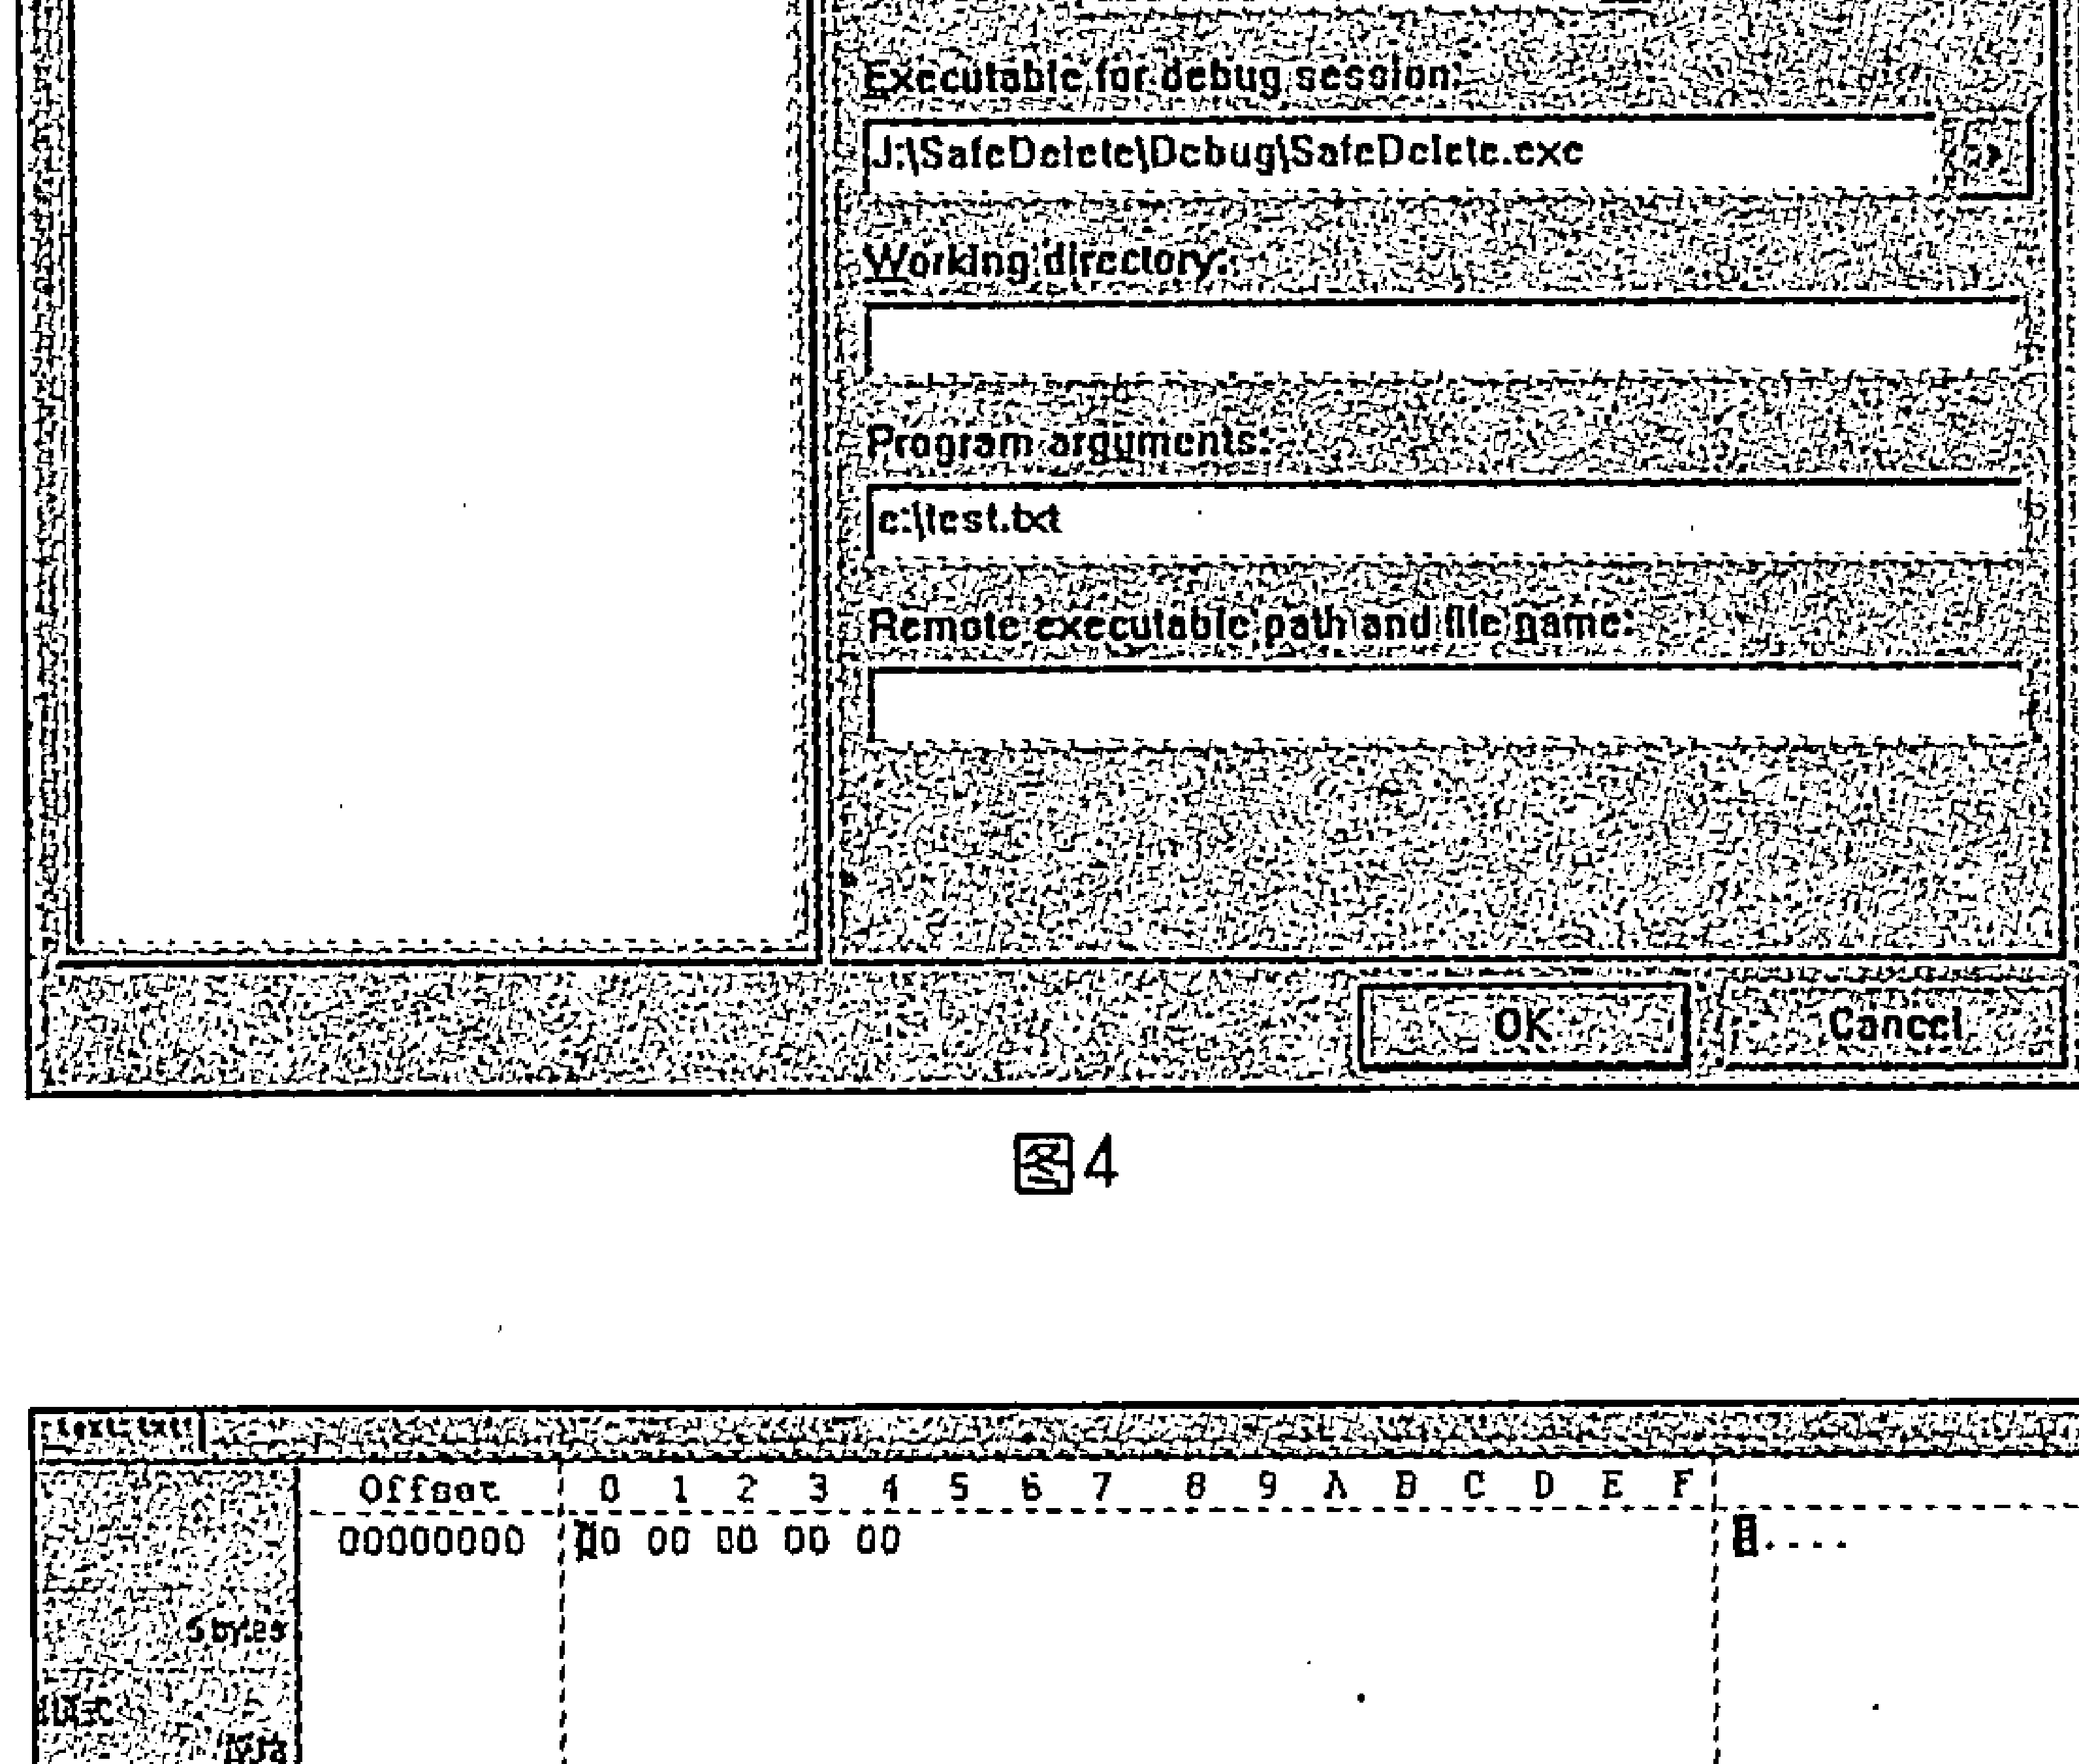 Executable for debug session:
J:\SafeDelete\Debug\SafeDelete.exe
Working directory:
Program arguments:
c:\test.txt
Remote executable path and file name:
OK Cancel
图4
text.txt
Offset 0 1 2 3 4 5 6 7 8 9 A B C D E F
00000000 00 00 00 00 00 .....
5 bytes